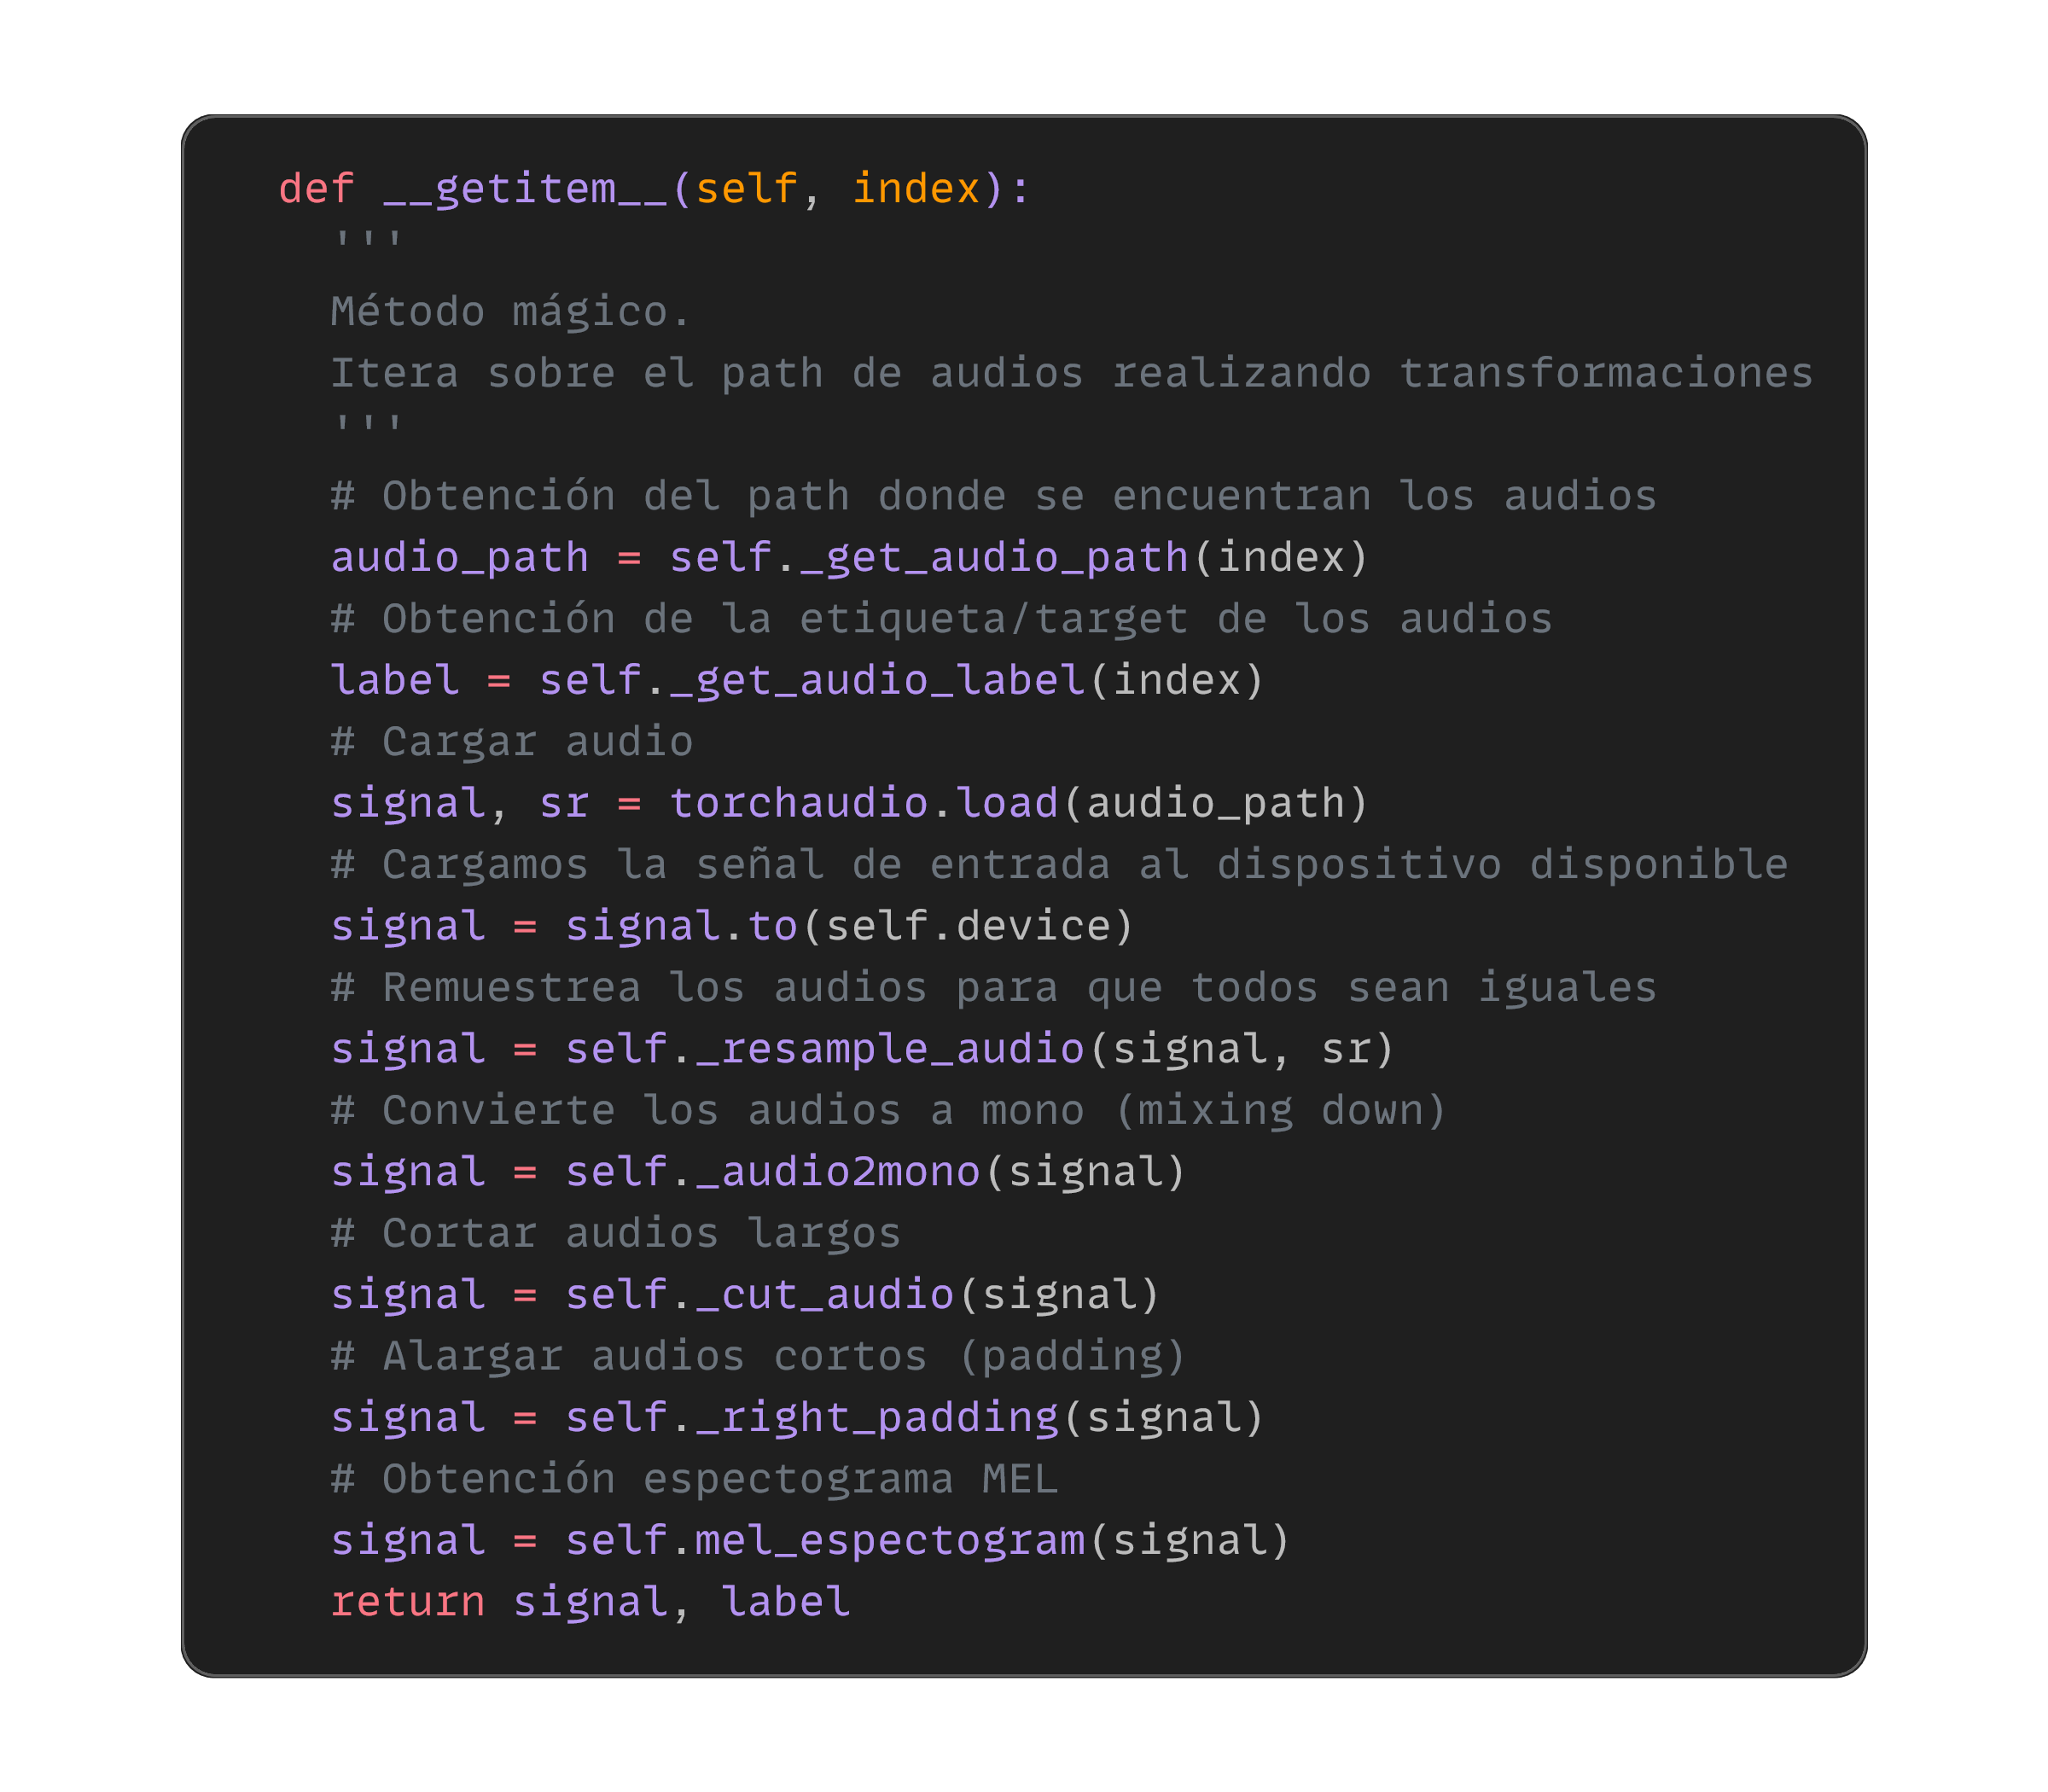 def __getitem__(self, index):
'''
Método mágico.
Itera sobre el path de audios realizando transformaciones
'''
# Obtención del path donde se encuentran los audios
audio_path = self._get_audio_path(index)
# Obtención de la etiqueta/target de los audios
label = self._get_audio_label(index)
# Cargar audio
signal, sr = torchaudio.load(audio_path)
# Cargamos la señal de entrada al dispositivo disponible
signal = signal.to(self.device)
# Remuestrea los audios para que todos sean iguales
signal = self._resample_audio(signal, sr)
# Convierte los audios a mono (mixing down)
signal = self._audio2mono(signal)
# Cortar audios largos
signal = self._cut_audio(signal)
# Alargar audios cortos (padding)
signal = self._right_padding(signal)
# Obtención espectograma MEL
signal = self.mel_espectogram(signal)
return signal, label